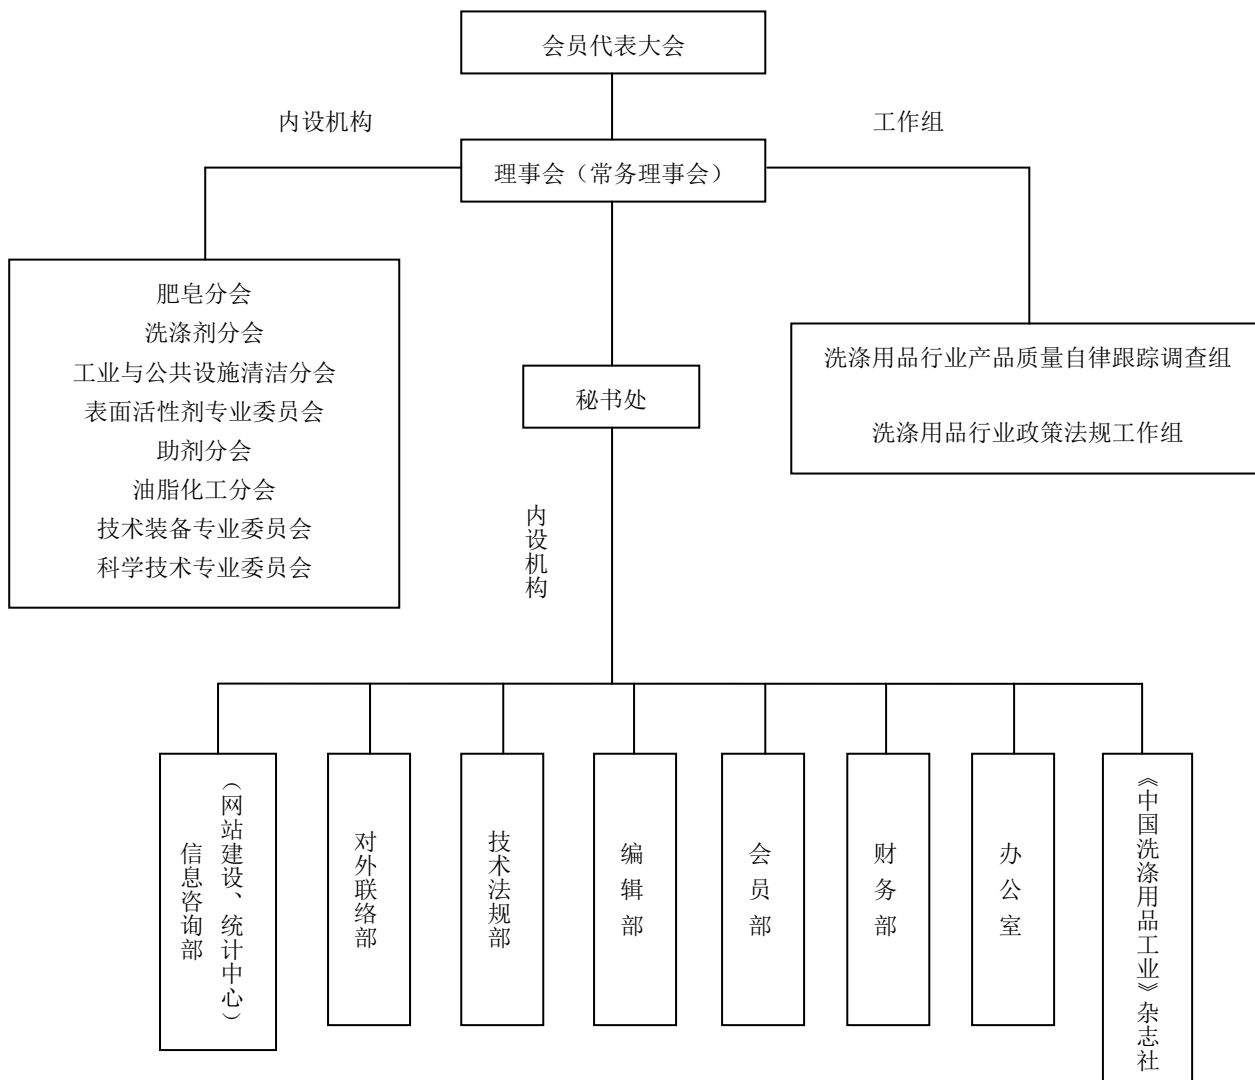 会员代表大会
内设机构
工作组
理事会（常务理事会）
肥皂分会
洗涤剂分会
工业与公共设施清洁分会
表面活性剂专业委员会
助剂分会
油脂化工分会
技术装备专业委员会
科学技术专业委员会
洗涤用品行业产品质量自律跟踪调查组
洗涤用品行业政策法规工作组
秘书处
内设机构
信息咨询部
（网站建设、统计中心）
对外联络部
技术法规部
编辑部
会员部
财务部
办公室
《中国洗涤用品工业》杂志社